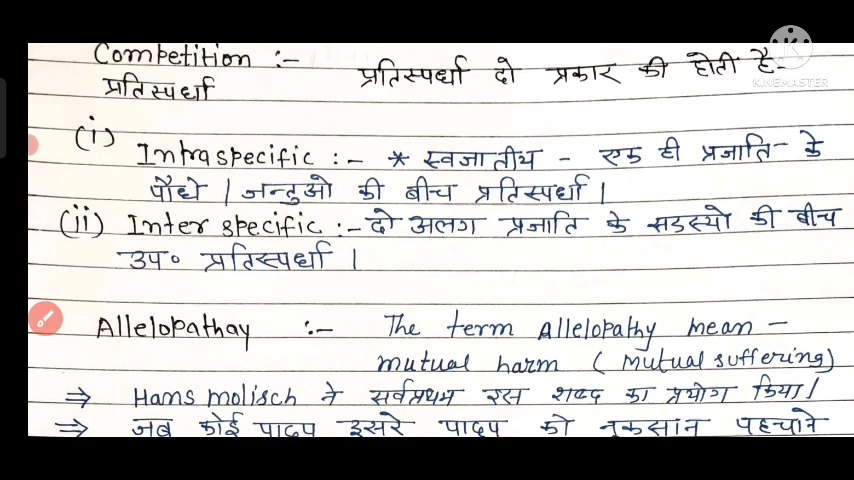 KINEMASTER
Competition :- प्रतिस्पर्धा दो प्रकार की होती है-
प्रतिस्पर्धा
(i) Intraspecific :- * स्वजातीय - एक ही प्रजाति के
पौधे / जन्तुओ की बीच प्रतिस्पर्धा |
(ii) Inter specific :- दो अलग प्रजाति के सदस्यो की बीच
उप० प्रतिस्पर्धा |
Allelopathay :- The term Allelopathy mean -
mutual harm ( Mutual suffering)
⇒ Hans molisch ने सर्वप्रथम इस शब्द का प्रयोग किया /
⇒ जब कोई पादप दूसरे पादप को नुकसान पहचाने